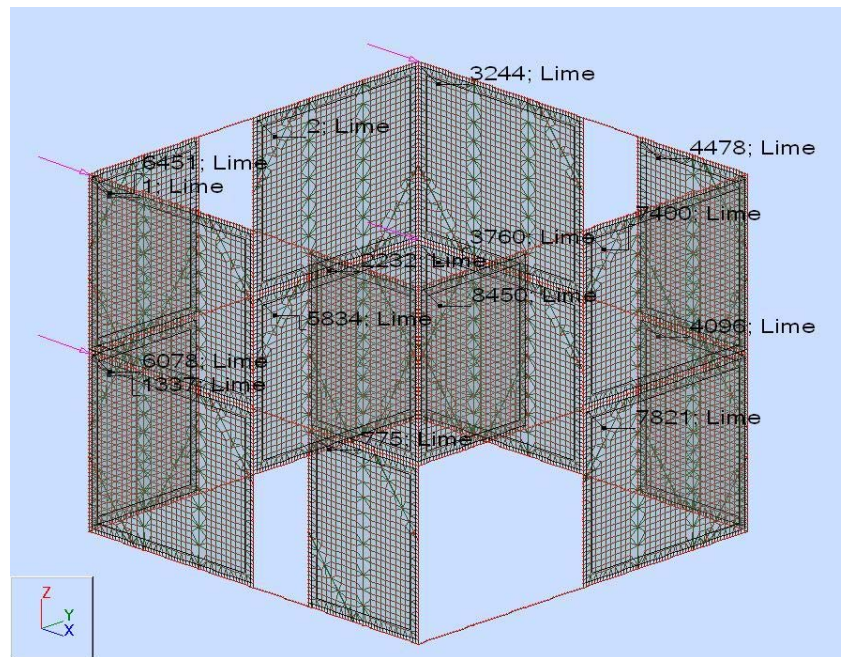 3244; Lime
2; Lime
4478; Lime
6451; Lime
1; Lime
7400; Lime
3760; Lime
2232; Lime
8450; Lime
5834; Lime
4096; Lime
6078; Lime
1337; Lime
7821; Lime
775; Lime
Z
Y
X